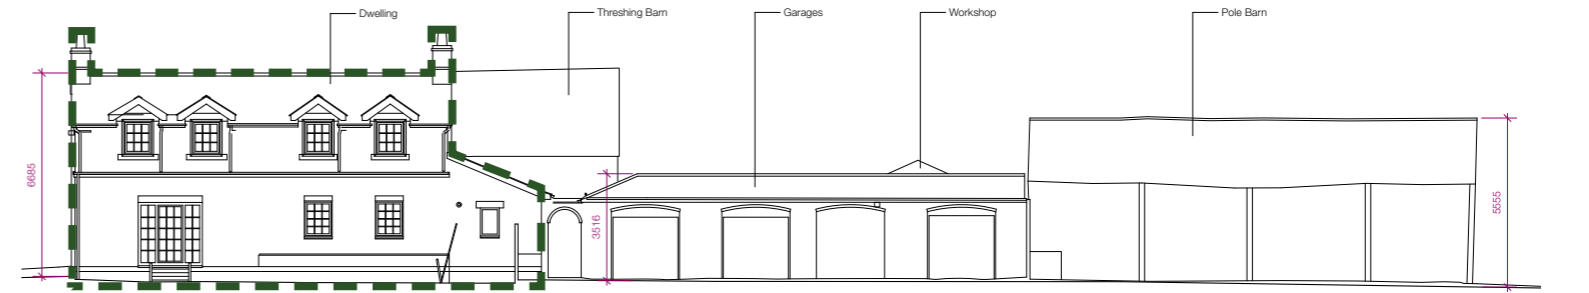 Dwelling
Threshing Barn
Garages
Workshop
Pole Barn
6685
3516
5555